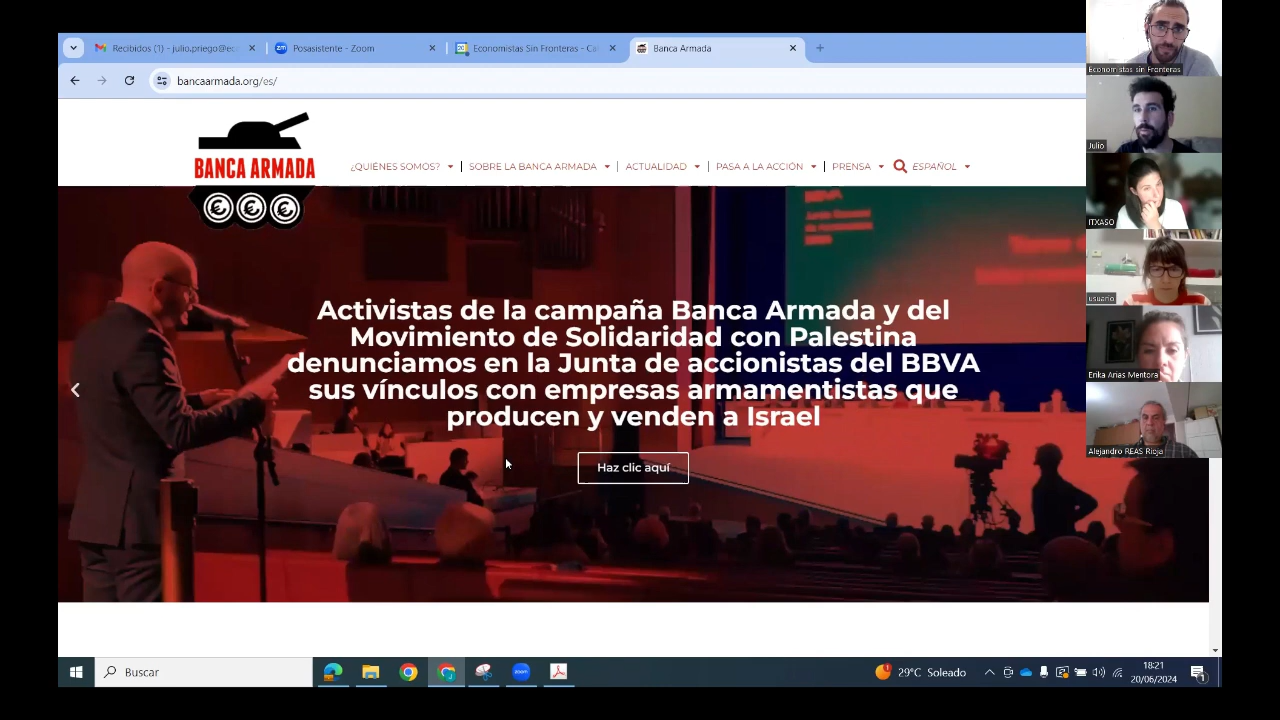 Recibidos (1) - julio.priego@ec
Posasistente - Zoom
Economistas Sin Fronteras - Cal
Banca Armada
bancaarmada.org/es/
BANCA ARMADA
¿QUIÉNES SOMOS?
SOBRE LA BANCA ARMADA
ACTUALIDAD
PASA A LA ACCIÓN
PRENSA
ESPAÑOL
BBVA
Activistas de la campaña Banca Armada y del
Movimiento de Solidaridad con Palestina
denunciamos en la Junta de accionistas del BBVA
sus vínculos con empresas armamentistas que
producen y venden a Israel
Haz clic aquí
Economistas sin Fronteras
Julio
ITXASO
usuario
Erika Arias Mentora
Alejandro REAS Rioja
Buscar
zoom
29°C Soleado
18:21
20/06/2024
1